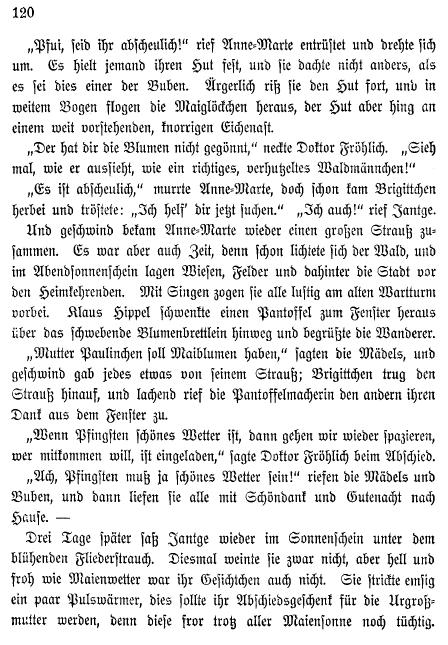 120
„Pfui, seid ihr abscheulich!“ rief Anne-Marte entrüstet und drehte sich
um. Es hielt jemand ihren Hut fest, und sie dachte nicht anders, als
es sei dies einer der Buben. Ärgerlich riß sie den Hut fort, und in
weitem Bogen flogen die Maiglöckchen heraus, der Hut aber hing an
einem weit vorstehenden, knorrigen Eichenast.
„Der hat dir die Blumen nicht gegönnt,“ neckte Doktor Fröhlich. „Sieh
mal, wie er aussieht, wie ein richtiges, verhutzeltes Waldmännchen!“
„Es ist abscheulich,“ murrte Anne-Marte, doch schon kam Brigittchen
herbei und tröstete: „Ich helf' dir jetzt suchen.“ „Ich auch!“ rief Jantge.
Und geschwind bekam Anne-Marte wieder einen großen Strauß zu-
sammen. Es war aber auch Zeit, denn schon lichtete sich der Wald, und
im Abendsonnenschein lagen Wiesen, Felder und dahinter die Stadt vor
den Heimkehrenden. Mit Singen zogen sie alle lustig am alten Wartturm
vorbei. Klaus Hippel schwenkte einen Pantoffel zum Fenster heraus
über das schwebende Blumenbrettlein hinweg und begrüßte die Wanderer.
„Mutter Paulinchen soll Maiblumen haben,“ sagten die Mädels, und
geschwind gab jedes etwas von seinem Strauß; Brigittchen trug den
Strauß hinauf, und lachend rief die Pantoffelmacherin den andern ihren
Dank aus dem Fenster zu.
„Wenn Pfingsten schönes Wetter ist, dann gehen wir wieder spazieren,
wer mitkommen will, ist eingeladen,“ sagte Doktor Fröhlich beim Abschied.
„Ach, Pfingsten muß ja schönes Wetter sein!“ riefen die Mädels und
Buben, und dann liefen sie alle mit Schöndank und Gutenacht nach
Hause. —
Drei Tage später saß Jantge wieder im Sonnenschein unter dem
blühenden Fliederstrauch. Diesmal weinte sie zwar nicht, aber hell und
froh wie Maienwetter war ihr Gesichtchen auch nicht. Sie strickte emsig
ein paar Pulswärmer, dies sollte ihr Abschiedsgeschenk für die Urgroß-
mutter werden, denn diese fror trotz aller Maiensonne noch tüchtig.